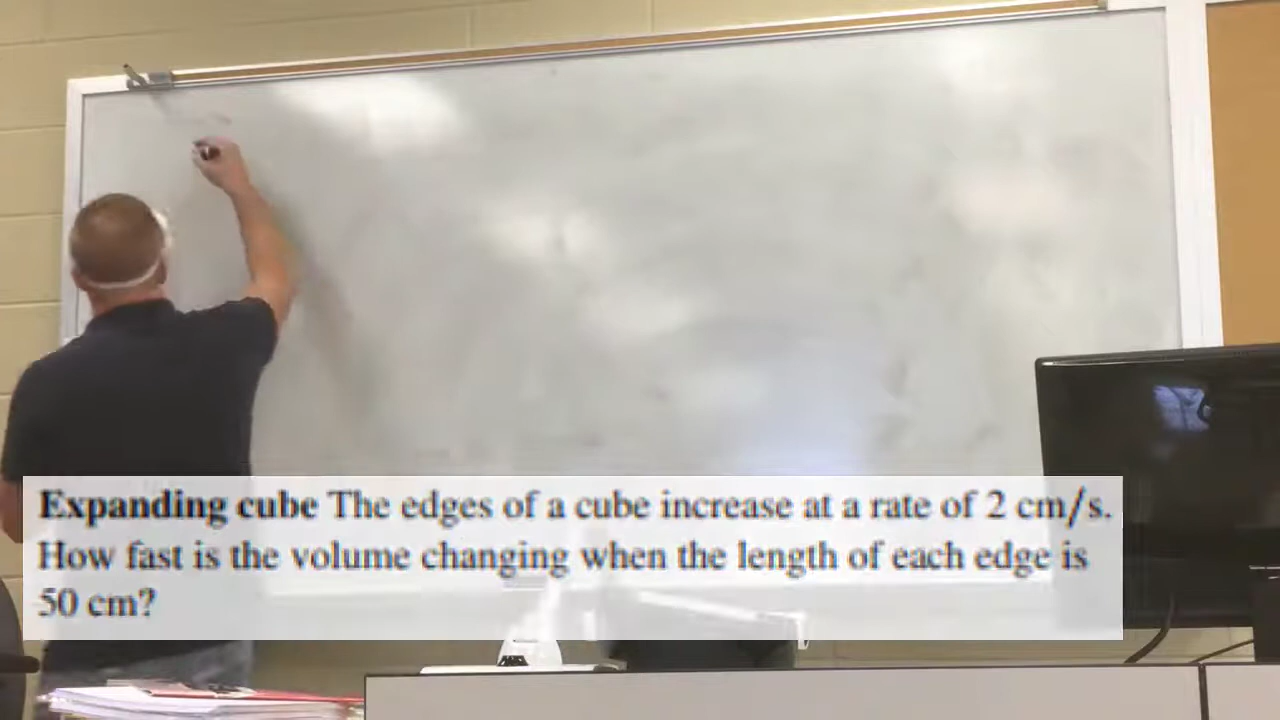 Expanding cube The edges of a cube increase at a rate of 2 cm/s.
How fast is the volume changing when the length of each edge is
50 cm?